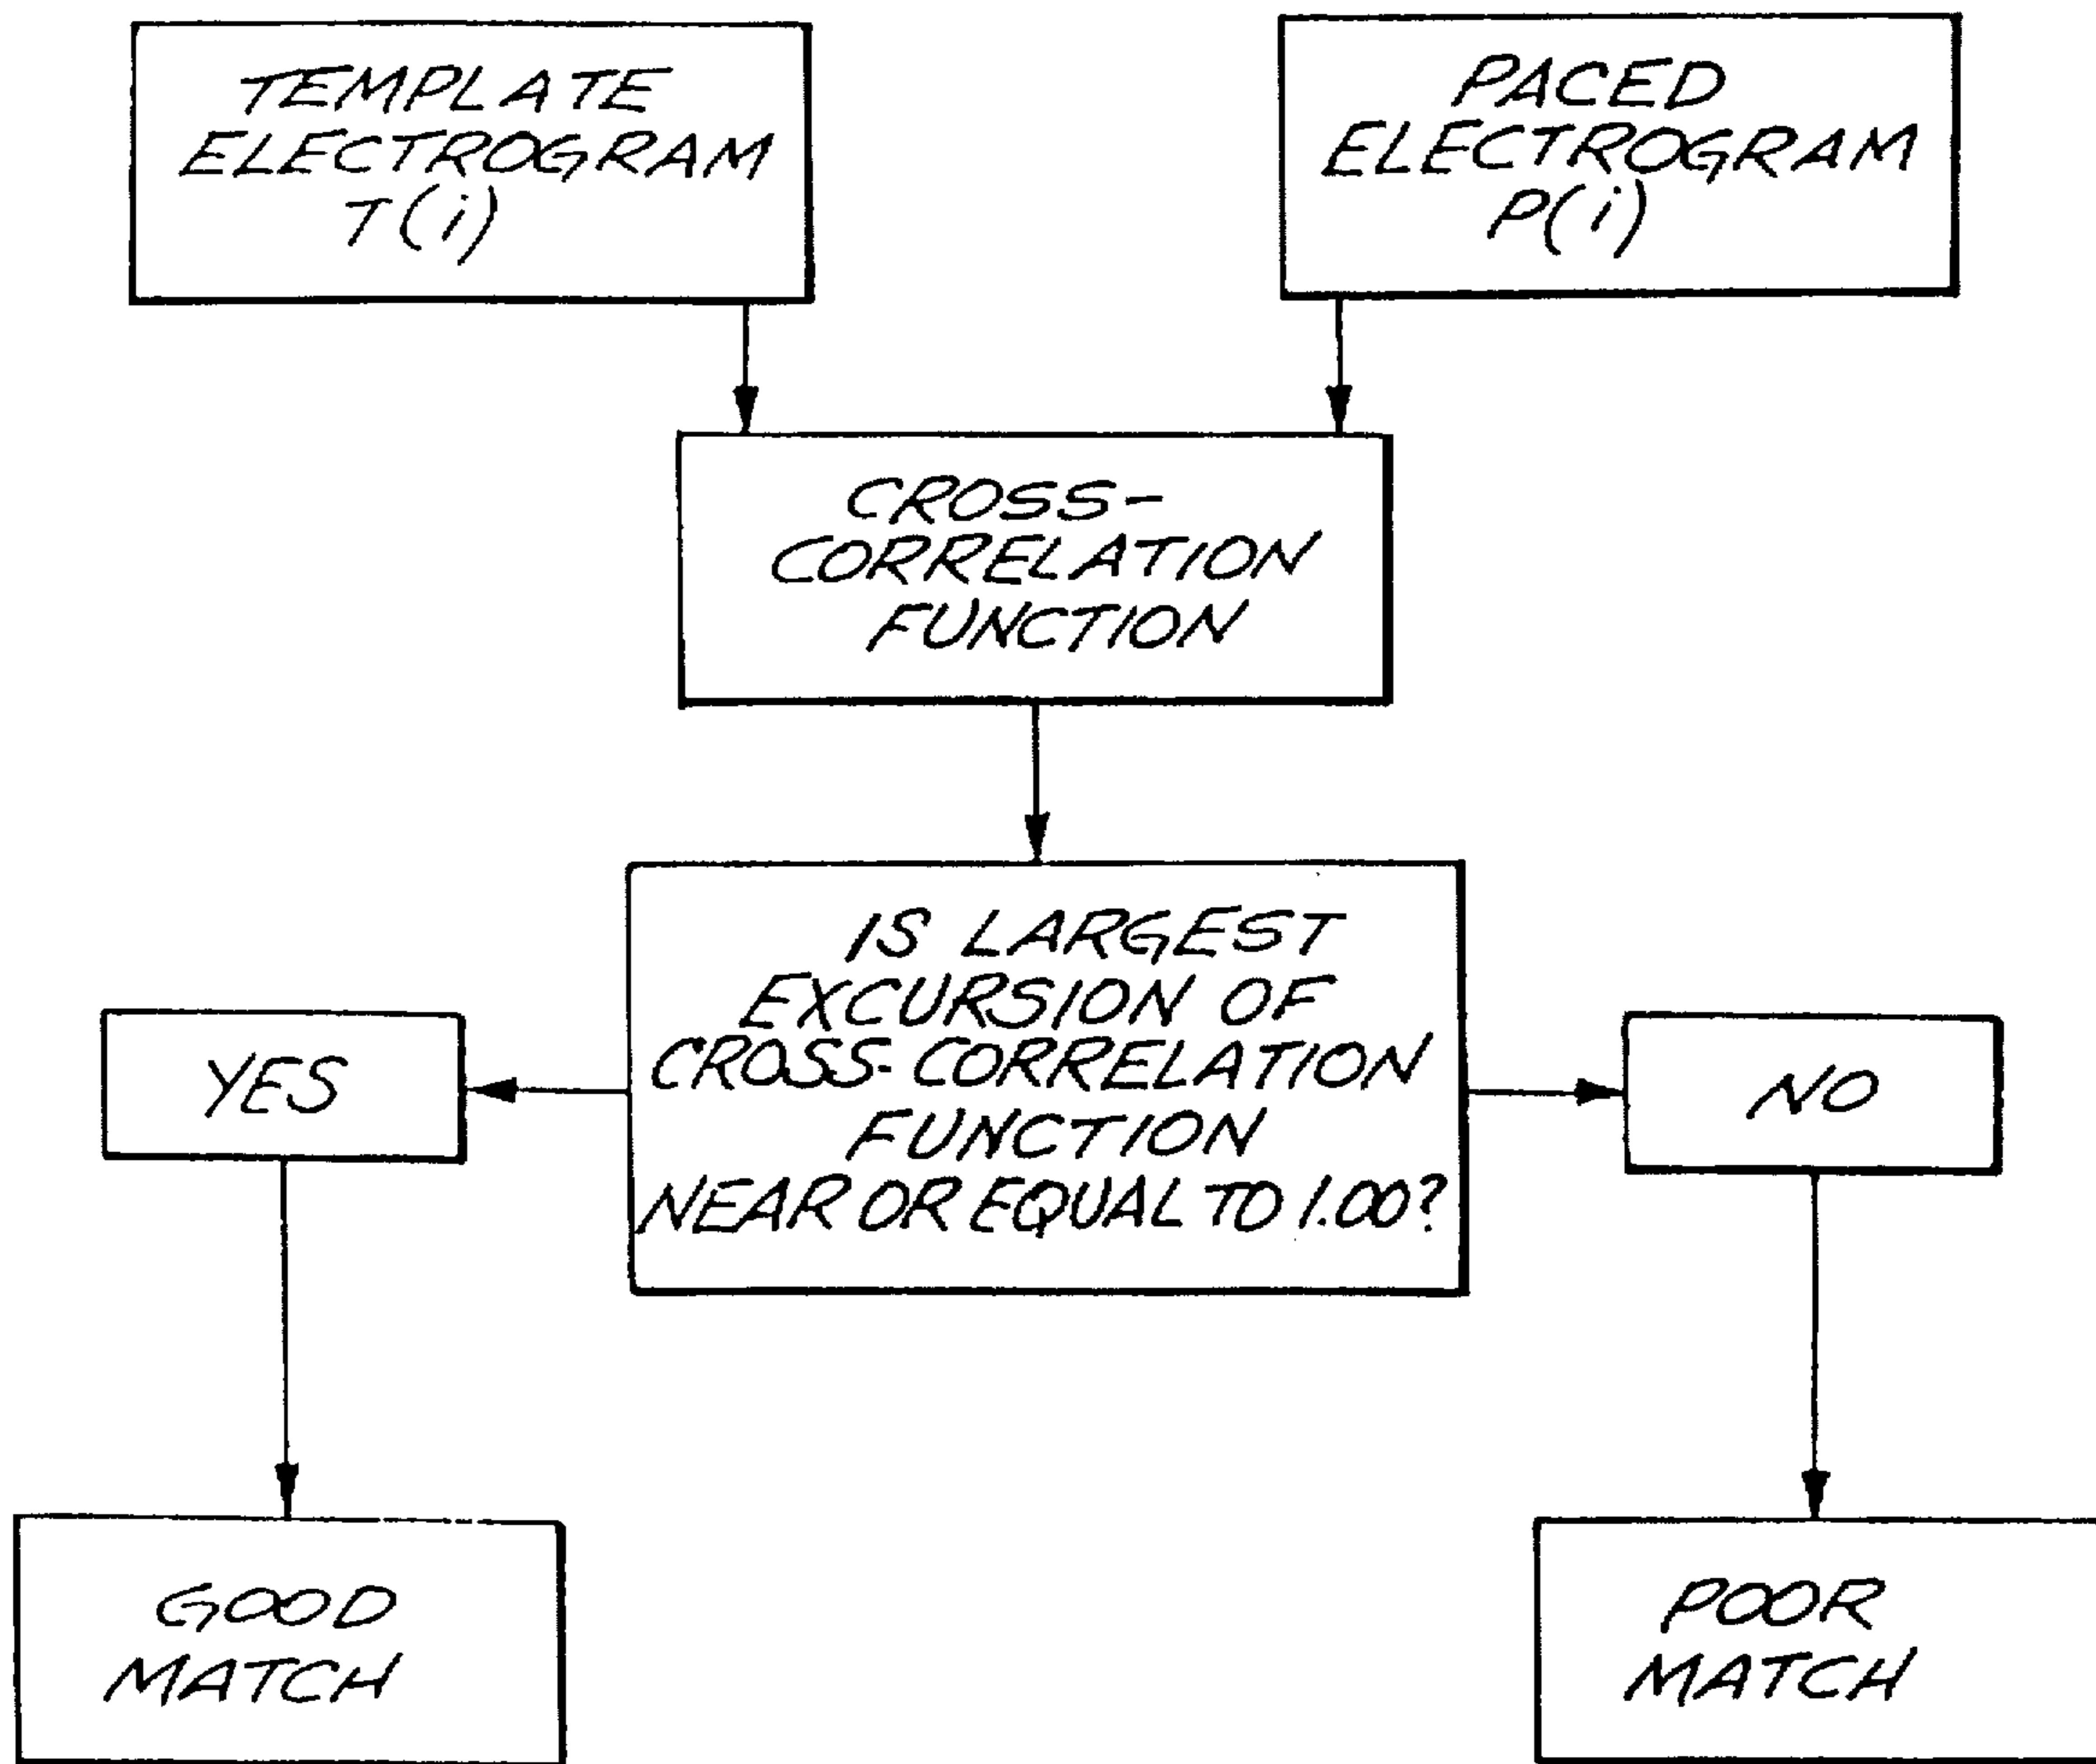 TEMPLATE
ELECTROGRAM
T(i)
PACED
ELECTROGRAM
P(i)
CROSS-
CORRELATION
FUNCTION
IS LARGEST
EXCURSION OF
CROSS-CORRELATION
FUNCTION
NEAR OR EQUAL TO 1.00?
YES
NO
GOOD
MATCH
POOR
MATCH